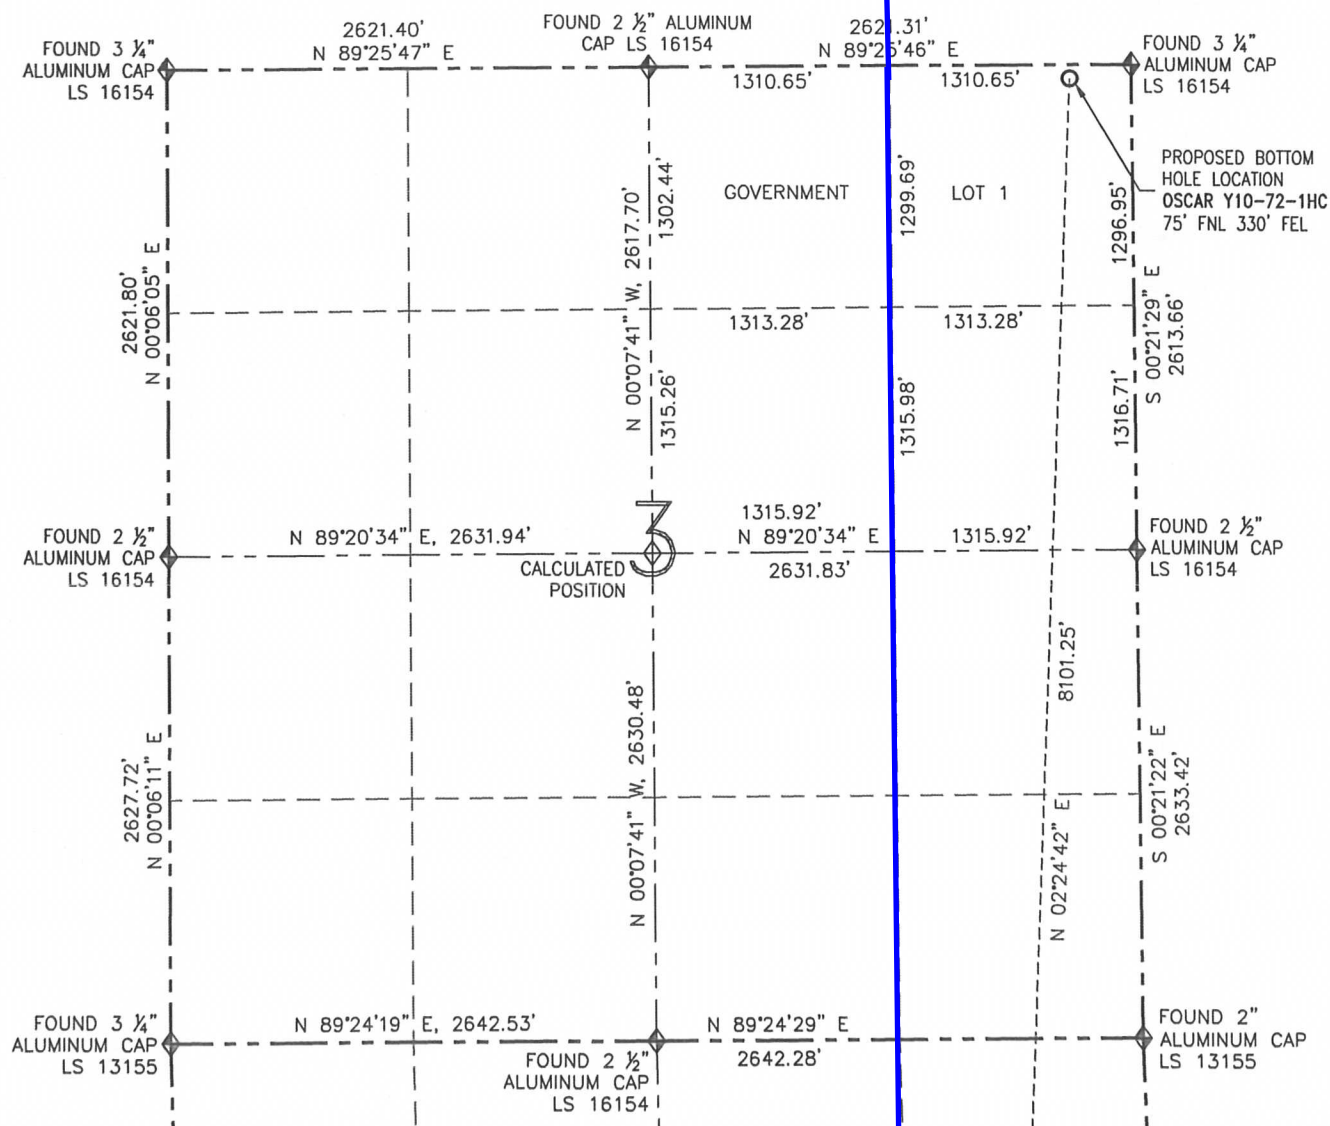 2621.40'
N 89°25'47" E
FOUND 2 ½" ALUMINUM
CAP LS 16154
2621.31'
N 89°25'46" E
FOUND 3 ¼"
ALUMINUM CAP
LS 16154
FOUND 3 ¼"
ALUMINUM CAP
LS 16154
1310.65'
1310.65'
PROPOSED BOTTOM
HOLE LOCATION
OSCAR Y10-72-1HC
75' FNL 330' FEL
GOVERNMENT
LOT 1
2621.80'
N 00°06'05" E
N 00°07'41" W, 2617.70'
1302.44'
1299.69'
1296.95'
S 00°21'29" E
2613.66'
1313.28'
1313.28'
1315.26'
1315.98'
1316.71'
FOUND 2 ½"
ALUMINUM CAP
LS 16154
N 89°20'34" E, 2631.94'
3
CALCULATED
POSITION
1315.92'
N 89°20'34" E
2631.83'
1315.92'
FOUND 2 ½"
ALUMINUM CAP
LS 16154
2627.72'
N 00°06'11" E
N 00°07'41" W, 2630.48'
8101.25'
N 02°24'42" E
S 00°21'22" E
2633.42'
FOUND 3 ¼"
ALUMINUM CAP
LS 13155
N 89°24'19" E, 2642.53'
FOUND 2 ½"
ALUMINUM CAP
LS 16154
N 89°24'29" E
2642.28'
FOUND 2"
ALUMINUM CAP
LS 13155